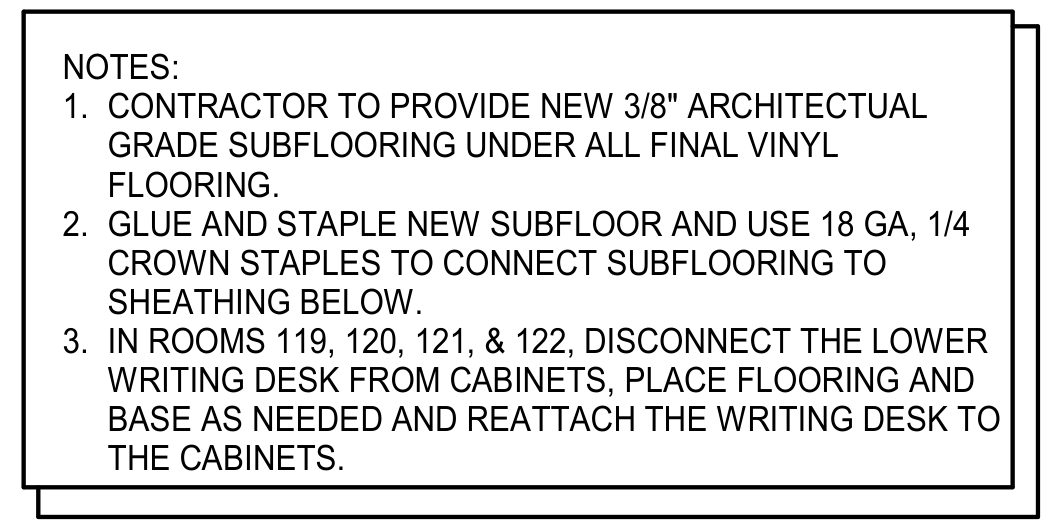 NOTES:
1. CONTRACTOR TO PROVIDE NEW 3/8" ARCHITECTUAL
GRADE SUBFLOORING UNDER ALL FINAL VINYL
FLOORING.
2. GLUE AND STAPLE NEW SUBFLOOR AND USE 18 GA, 1/4
CROWN STAPLES TO CONNECT SUBFLOORING TO
SHEATHING BELOW.
3. IN ROOMS 119, 120, 121, & 122, DISCONNECT THE LOWER
WRITING DESK FROM CABINETS, PLACE FLOORING AND
BASE AS NEEDED AND REATTACH THE WRITING DESK TO
THE CABINETS.